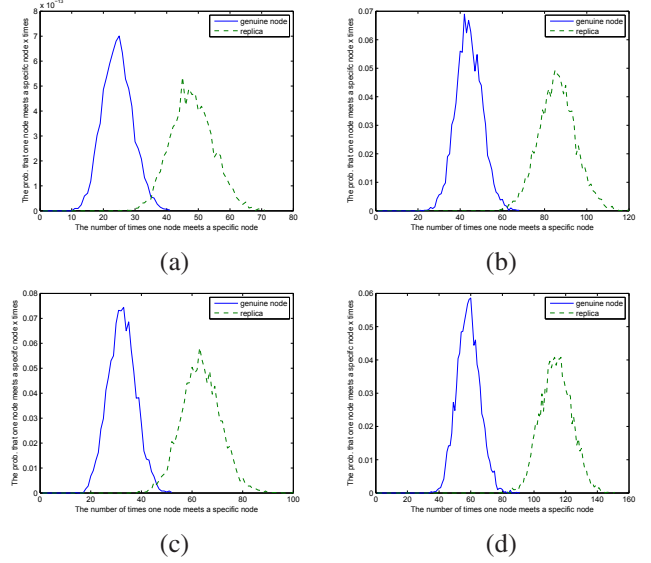 The prob. that one node meets a specifc node x times
8
7
6
5
4
3
2
1
0
x 10
genuine node
replica
0 10 20 30 40 50 60 70 80
The number of times one node meets a specific node
(a)
The prob. that one node meets a specifc node x times
0.07
0.06
0.05
0.04
0.03
0.02
0.01
0
genuine node
replica
0 20 40 60 80 100 120
The number of times one node meets a specific node
(b)
The prob. that one node meets a specifc node x times
0.08
0.07
0.06
0.05
0.04
0.03
0.02
0.01
0
genuine node
replica
0 20 40 60 80 100
The number of times one node meets a specific node
(c)
The prob. that one node meets a specifc node x times
0.06
0.05
0.04
0.03
0.02
0.01
0
genuine node
replica
0 20 40 60 80 100 120 140 160
The number of times one node meets a specific node
(d)